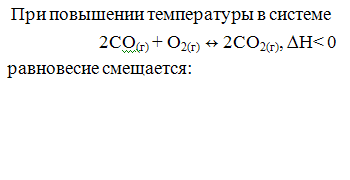 При повышении температуры в системе
2CO(г) + O2(г) ↔ 2CO2(г), ΔH< 0
равновесие смещается: